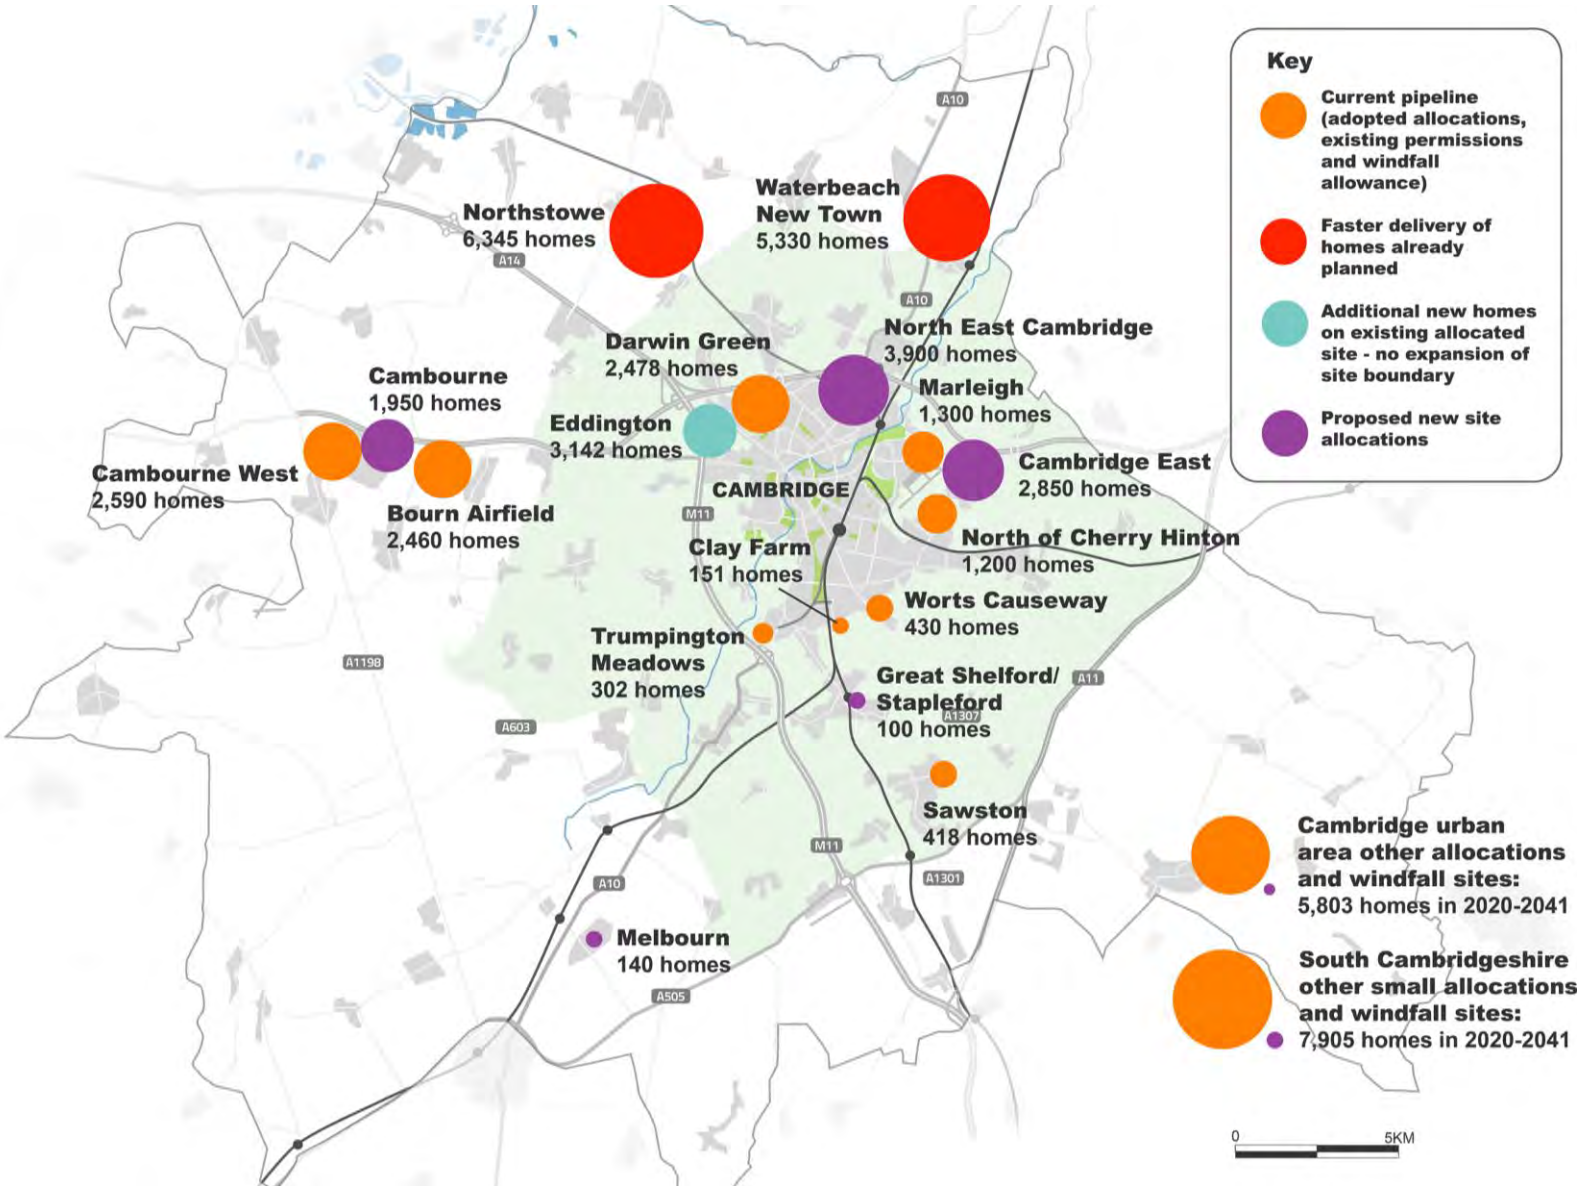 Key
Current pipeline
(adopted allocations,
existing permissions
and windfall
allowance)
Faster delivery of
homes already
planned
Additional new homes
on existing allocated
site - no expansion of
site boundary
Proposed new site
allocations
A10
Waterbeach
New Town
5,330 homes
Northstowe
6,345 homes
A14
A10
North East Cambridge
3,900 homes
Darwin Green
2,478 homes
Marleigh
1,300 homes
Cambourne
1,950 homes
Eddington
3,142 homes
Cambourne West
2,590 homes
Cambridge East
2,850 homes
CAMBRIDGE
Bourn Airfield
2,460 homes
M11
North of Cherry Hinton
1,200 homes
Clay Farm
151 homes
Worts Causeway
430 homes
Trumpington
Meadows
302 homes
A1198
Great Shelford/
Stapleford
100 homes
A11
A1307
A603
Sawston
418 homes
M11
A1301
A10
Melbourn
140 homes
A505
Cambridge urban
area other allocations
and windfall sites:
5,803 homes in 2020-2041
South Cambridgeshire
other small allocations
and windfall sites:
7,905 homes in 2020-2041
0 5KM